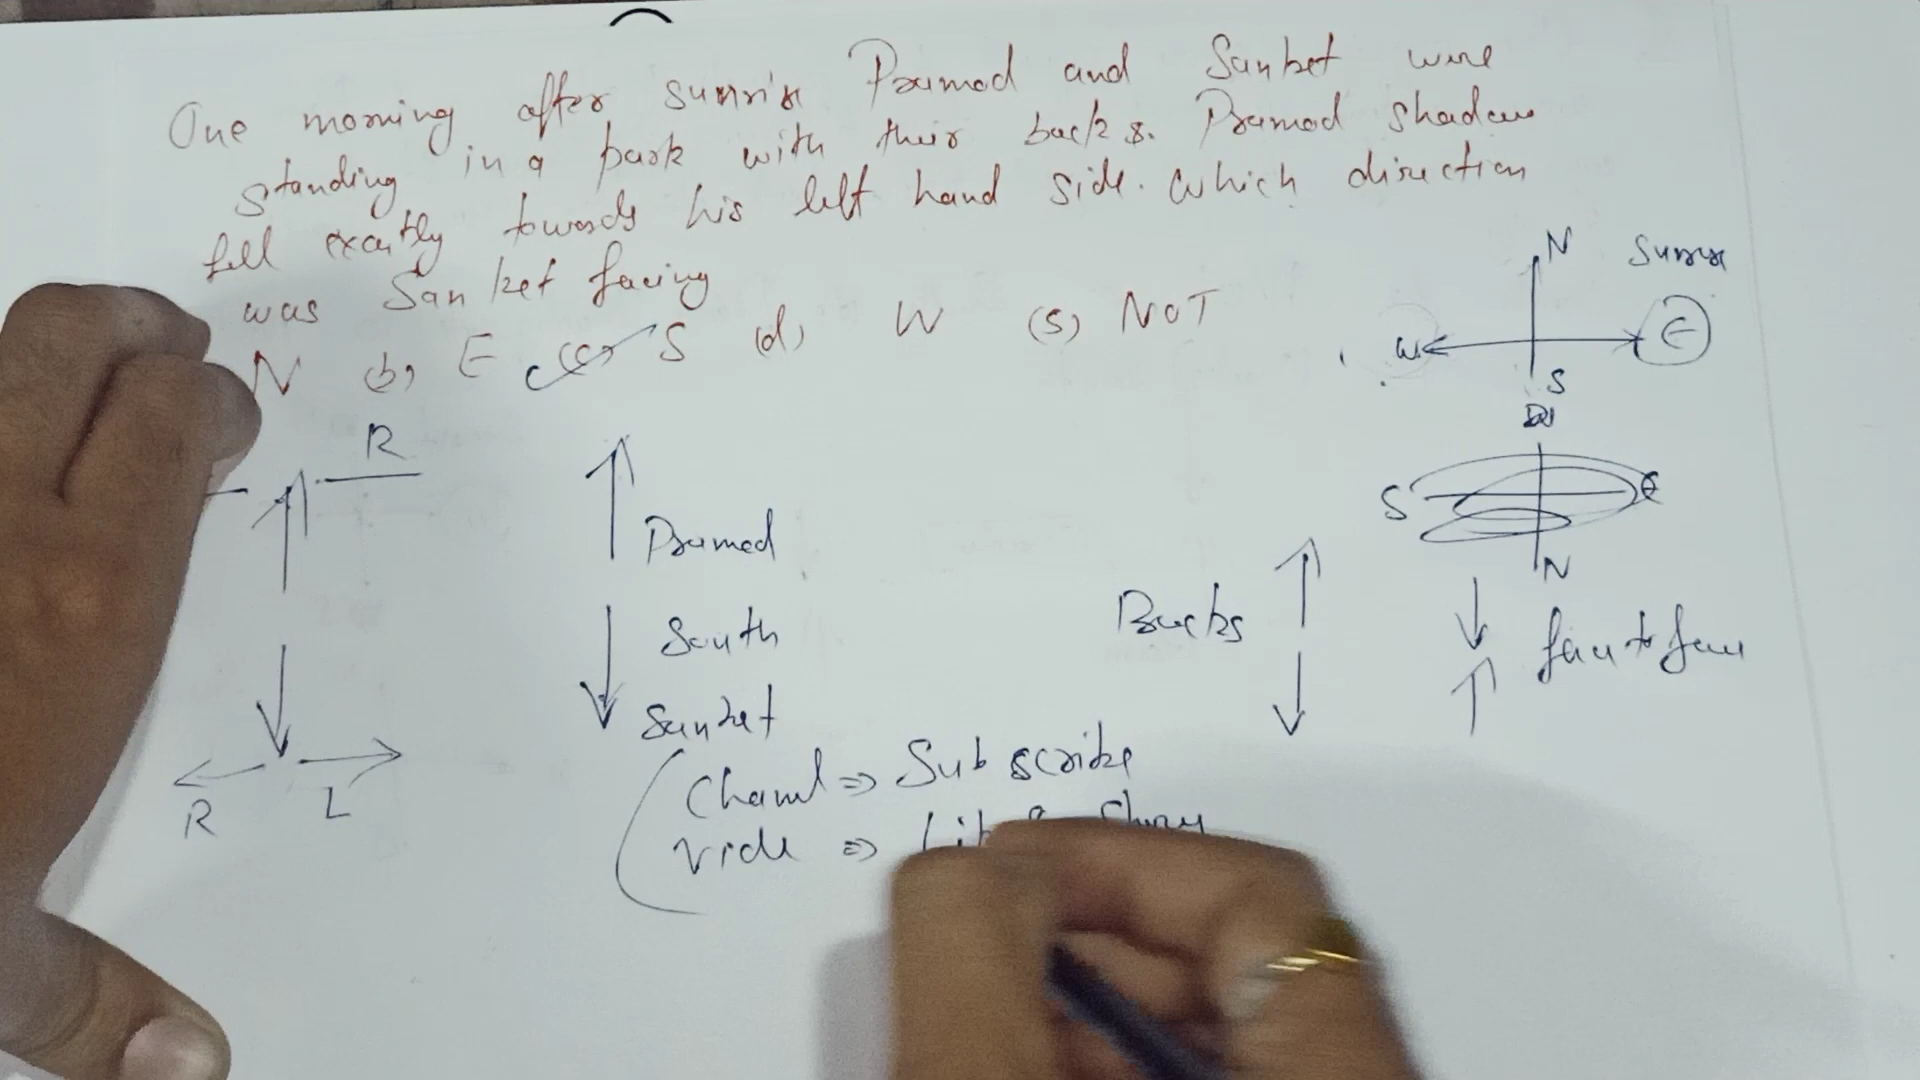 One morning after sunrise Pramod and Sanket were
standing in a park with their backs. Pramod shadow
fell exactly towards his left hand side. Which direction
was Sanket facing
N (b) E (c) S (d) W (5) NOT
N Sunrise
W E
S
R
S E
N
Pramod
South
Sanket
Backs
face to face
R L
Channel => Subscribe
Vide =>